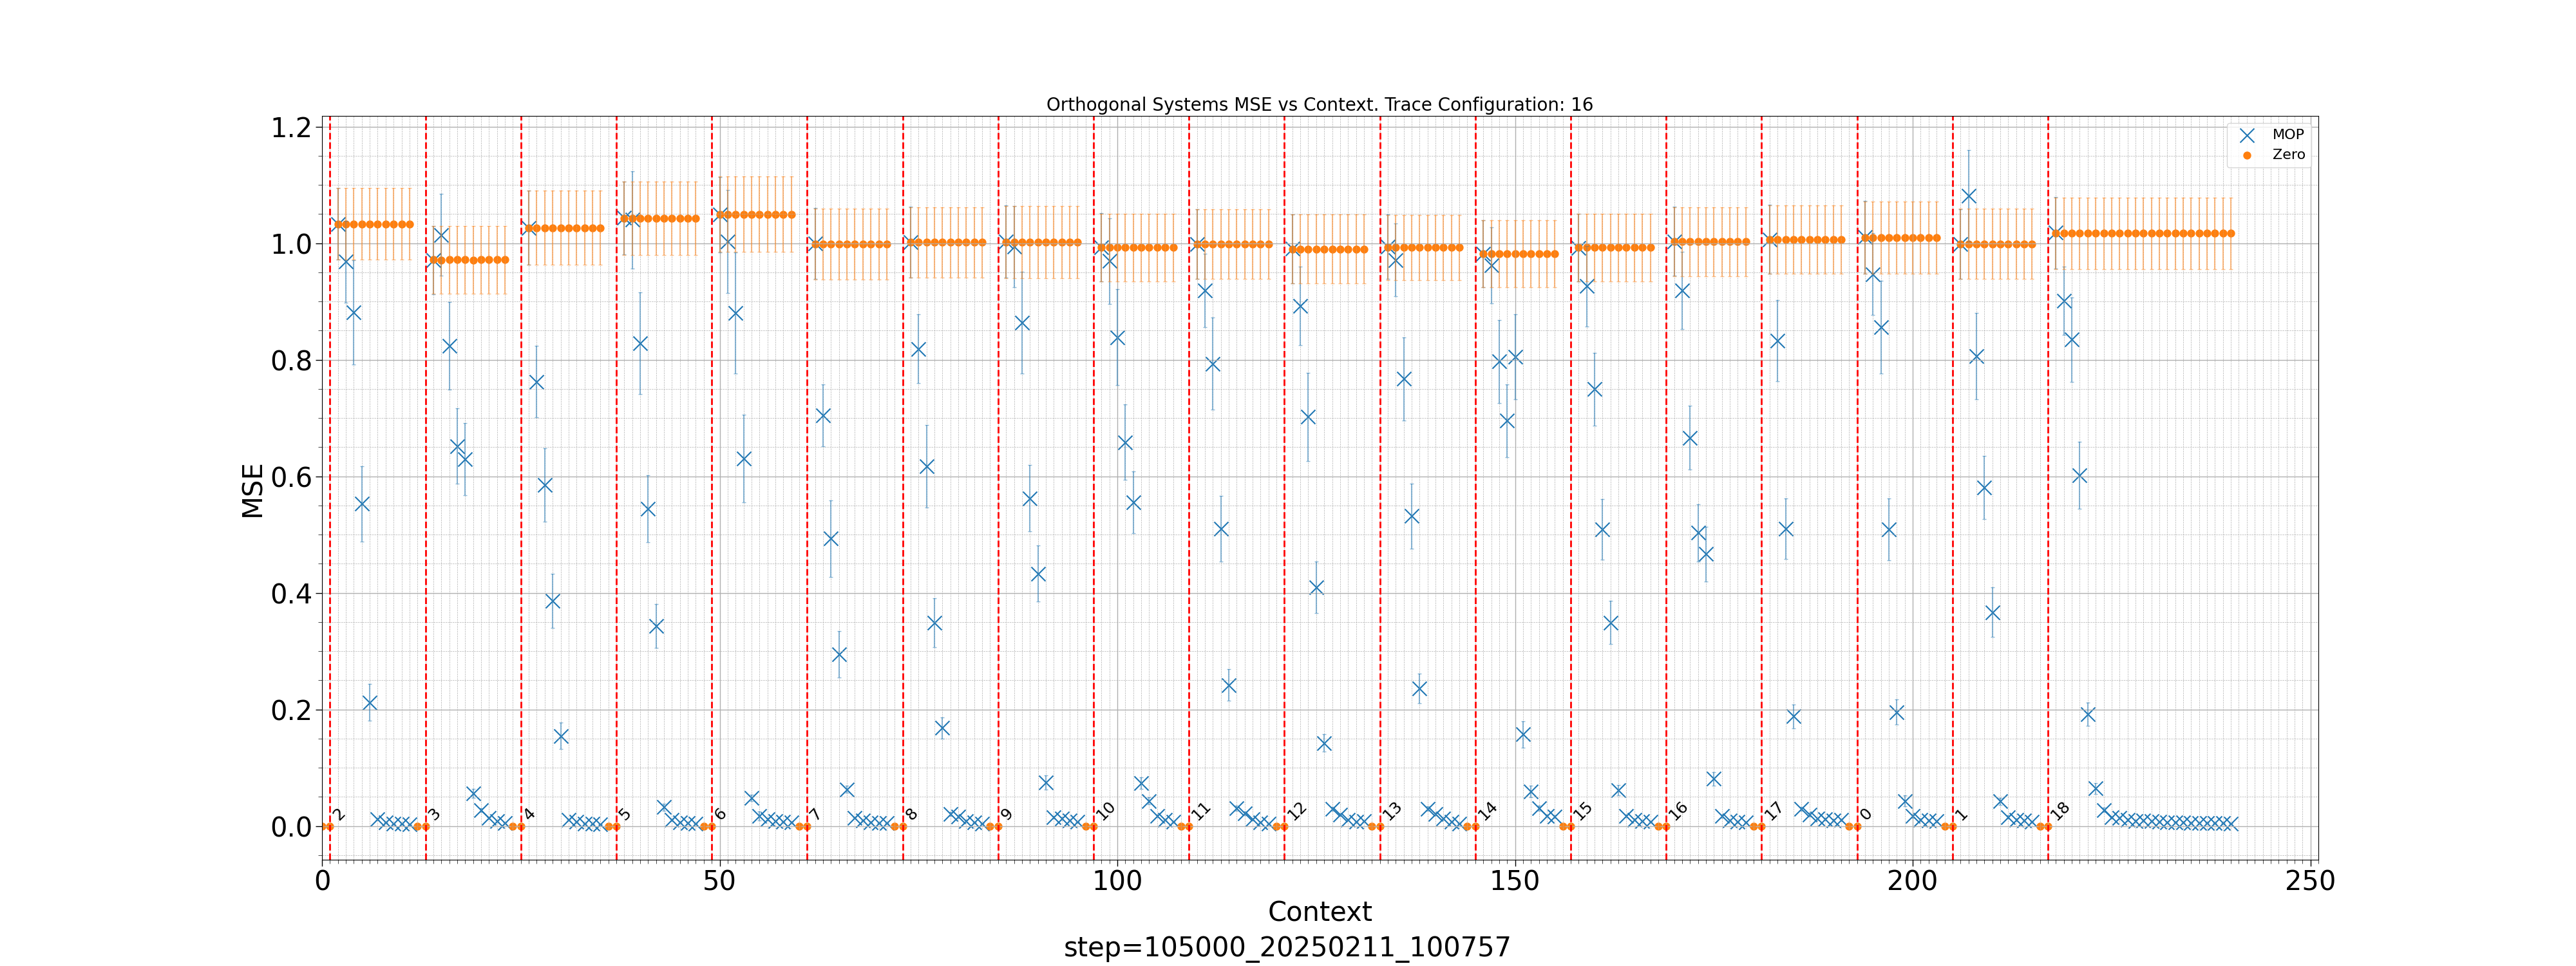 Orthogonal Systems MSE vs Context. Trace Configuration: 16
MOP
Zero
MSE
1.2
1.0
0.8
0.6
0.4
0.2
0.0
2 3 4 5 6 7 8 9 10 11 12 13 14 15 16 17 0 1 18
0 50 100 150 200 250
Context
step=105000_20250211_100757